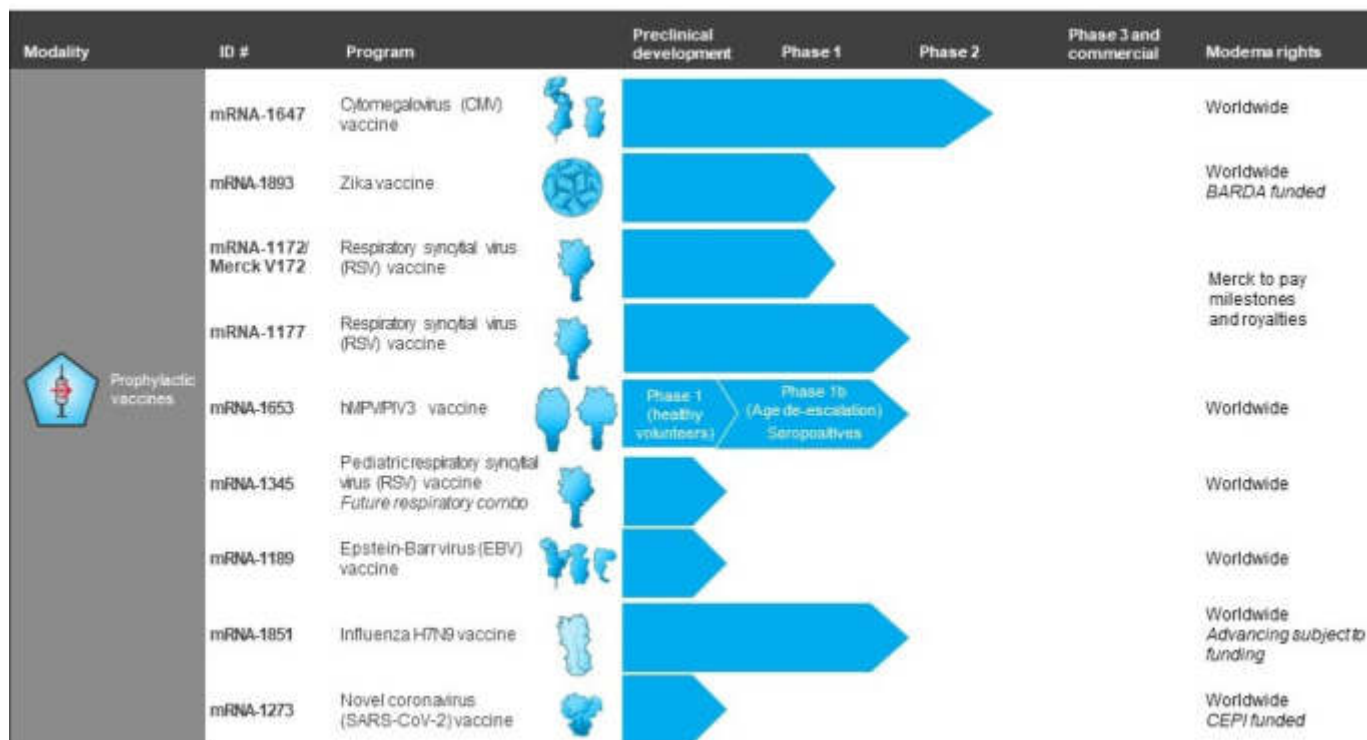 Modality
ID #
Program
Preclinical
development
Phase 1
Phase 2
Phase 3 and
commercial
Moderna rights
Prophylactic
vaccines
mRNA-1647
Cytomegalovirus (CMV)
vaccine
Worldwide
mRNA-1893
Zika vaccine
Worldwide
BARDA funded
mRNA-1172/
Merck V172
Respiratory syncytial virus
(RSV) vaccine
Merck to pay
milestones
and royalties
mRNA-1177
Respiratory syncytial virus
(RSV) vaccine
mRNA-1653
hMPV/PIV3 vaccine
Phase 1
(healthy
volunteers)
Phase 1b
(Age de-escalation)
Seropositives
Worldwide
mRNA-1345
Pediatric respiratory syncytial
virus (RSV) vaccine
Future respiratory combo
Worldwide
mRNA-1189
Epstein-Barr virus (EBV)
vaccine
Worldwide
mRNA-1851
Influenza H7N9 vaccine
Worldwide
Advancing subject to
funding
mRNA-1273
Novel coronavirus
(SARS-CoV-2) vaccine
Worldwide
CEPI funded